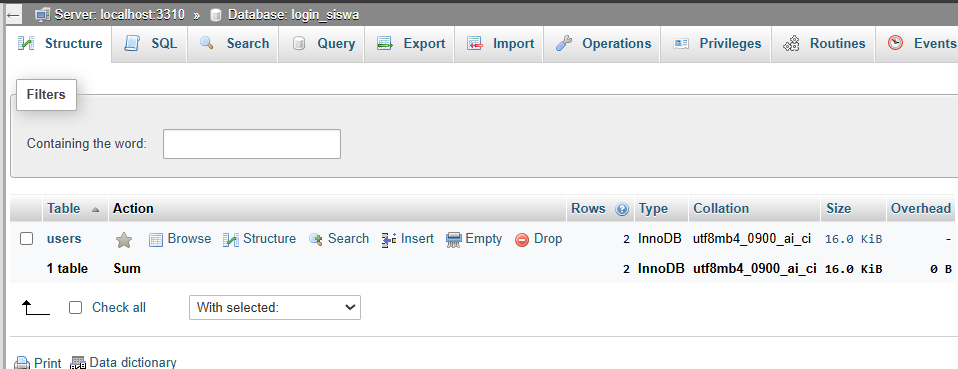 Server: localhost:3310 » Database: login_siswa
Structure SQL Search Query Export Import Operations Privileges Routines Events
Filters
Containing the word:
Table Action Rows Type Collation Size Overhead
users Browse Structure Search Insert Empty Drop 2 InnoDB utf8mb4_0900_ai_ci 16.0 KiB -
1 table Sum 2 InnoDB utf8mb4_0900_ai_ci 16.0 KiB 0 B
Check all With selected:
Print Data dictionary